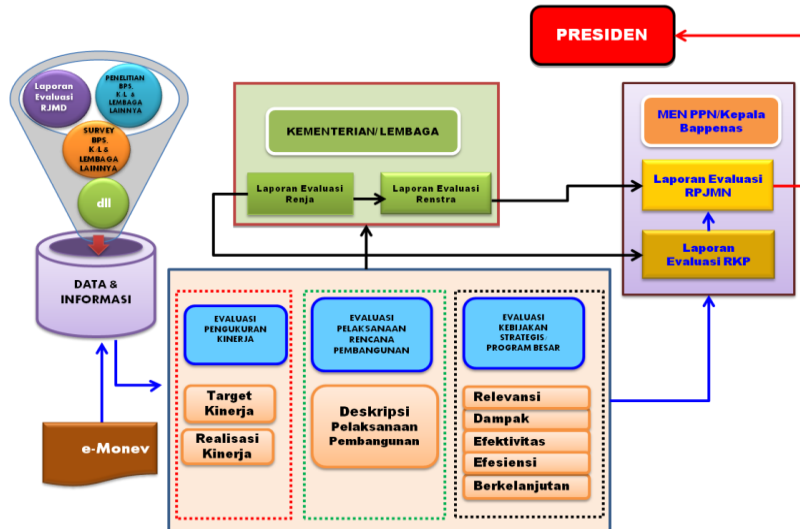 PRESIDEN
Laporan
Evaluasi
RJMD
PENELITIAN
BPS,
K-L &
LEMBAGA
LAINNYA
SURVEY
BPS,
K-L &
LEMBAGA
LAINNYA
dll
DATA &
INFORMASI
e-Monev
KEMENTERIAN/ LEMBAGA
Laporan Evaluasi
Renja
Laporan Evaluasi
Renstra
MEN PPN/Kepala
Bappenas
Laporan Evaluasi
RPJMN
Laporan
Evaluasi RKP
EVALUASI
PENGUKURAN
KINERJA
Target
Kinerja
Realisasi
Kinerja
EVALUASI
PELAKSANAAN
RENCANA
PEMBANGUNAN
Deskripsi
Pelaksanaan
Pembangunan
EVALUASI
KEBIJAKAN
STRATEGIS
PROGRAM BESAR
Relevansi
Dampak
Efektivitas
Efesiensi
Berkelanjutan